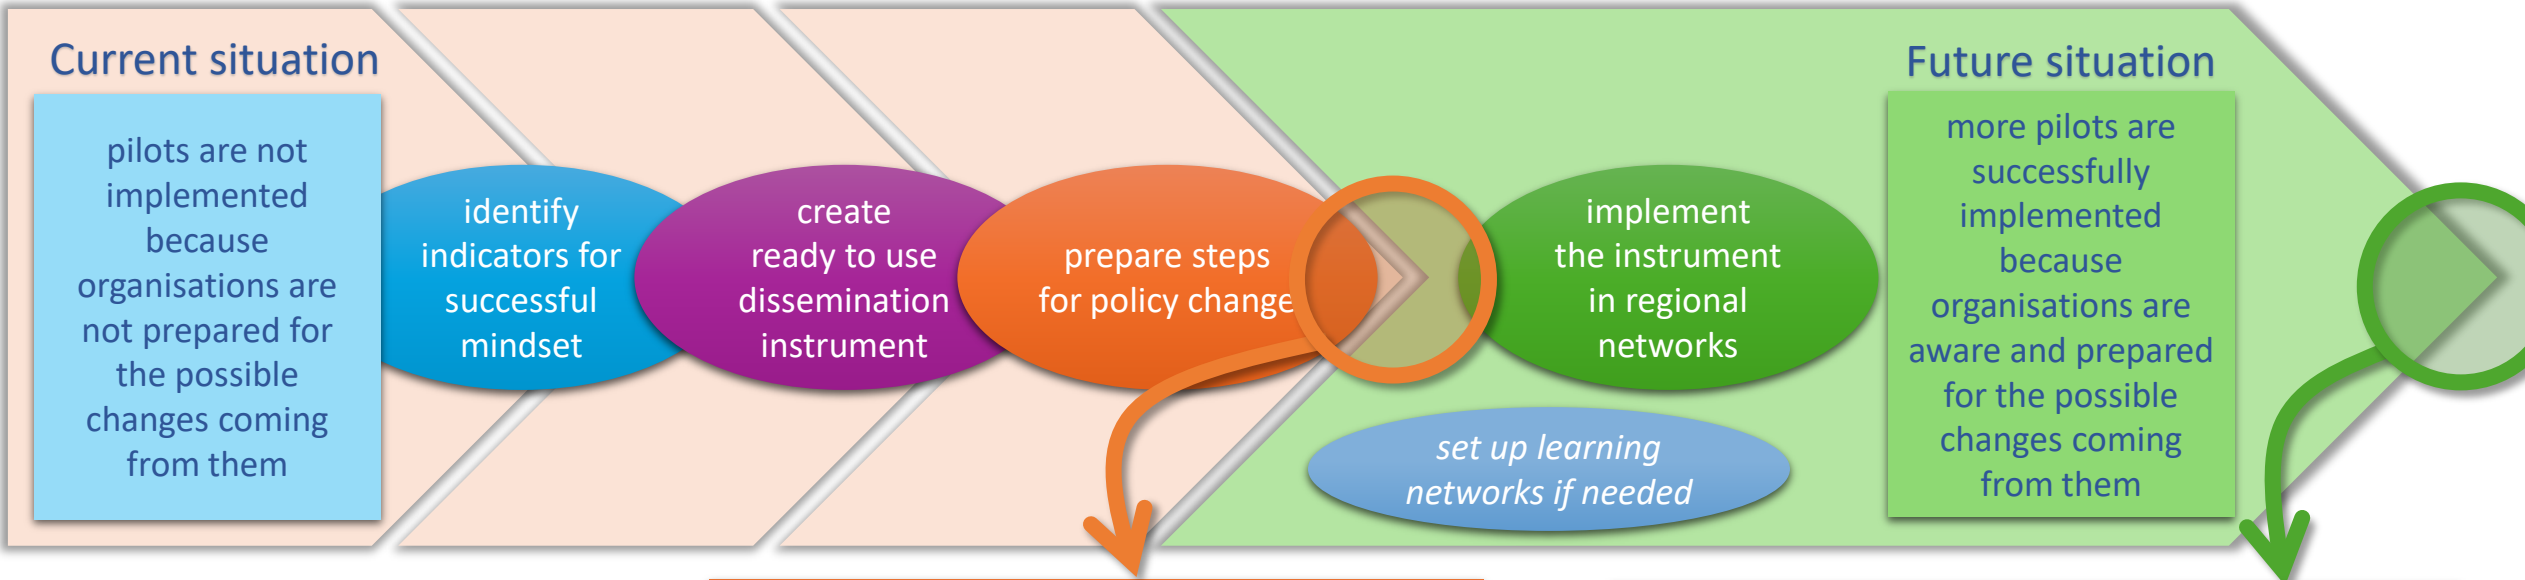 Current situation
pilots are not
implemented
because
organisations are
not prepared for
the possible
changes coming
from them
identify
indicators for
successful
mindset
create
ready to use
dissemination
instrument
prepare steps
for policy change
implement
the instrument
in regional
networks
set up learning
networks if needed
Future situation
more pilots are
successfully
implemented
because
organisations are
aware and prepared
for the possible
changes coming
from them